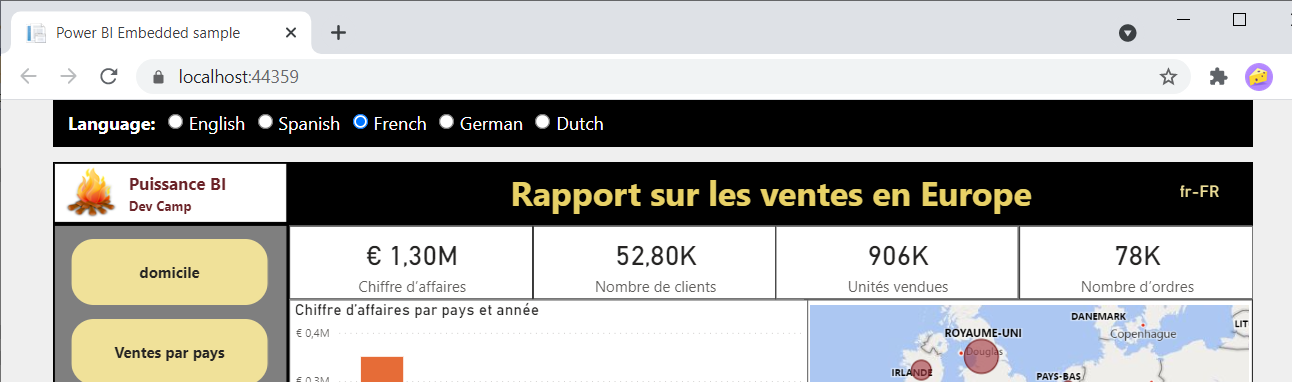 Power BI Embedded sample
localhost:44359
Language: English Spanish French German Dutch
Puissance BI
Dev Camp
Rapport sur les ventes en Europe
fr-FR
domicile
Ventes par pays
€ 1,30M
Chiffre d'affaires
52,80K
Nombre de clients
906K
Unités vendues
78K
Nombre d'ordres
Chiffre d'affaires par pays et année
€ 0,4M
€ 0,3M
DANEMARK
Copenhague
LIT
ROYAUME-UNI
Douglas
IRLANDE
PAYS-BAS